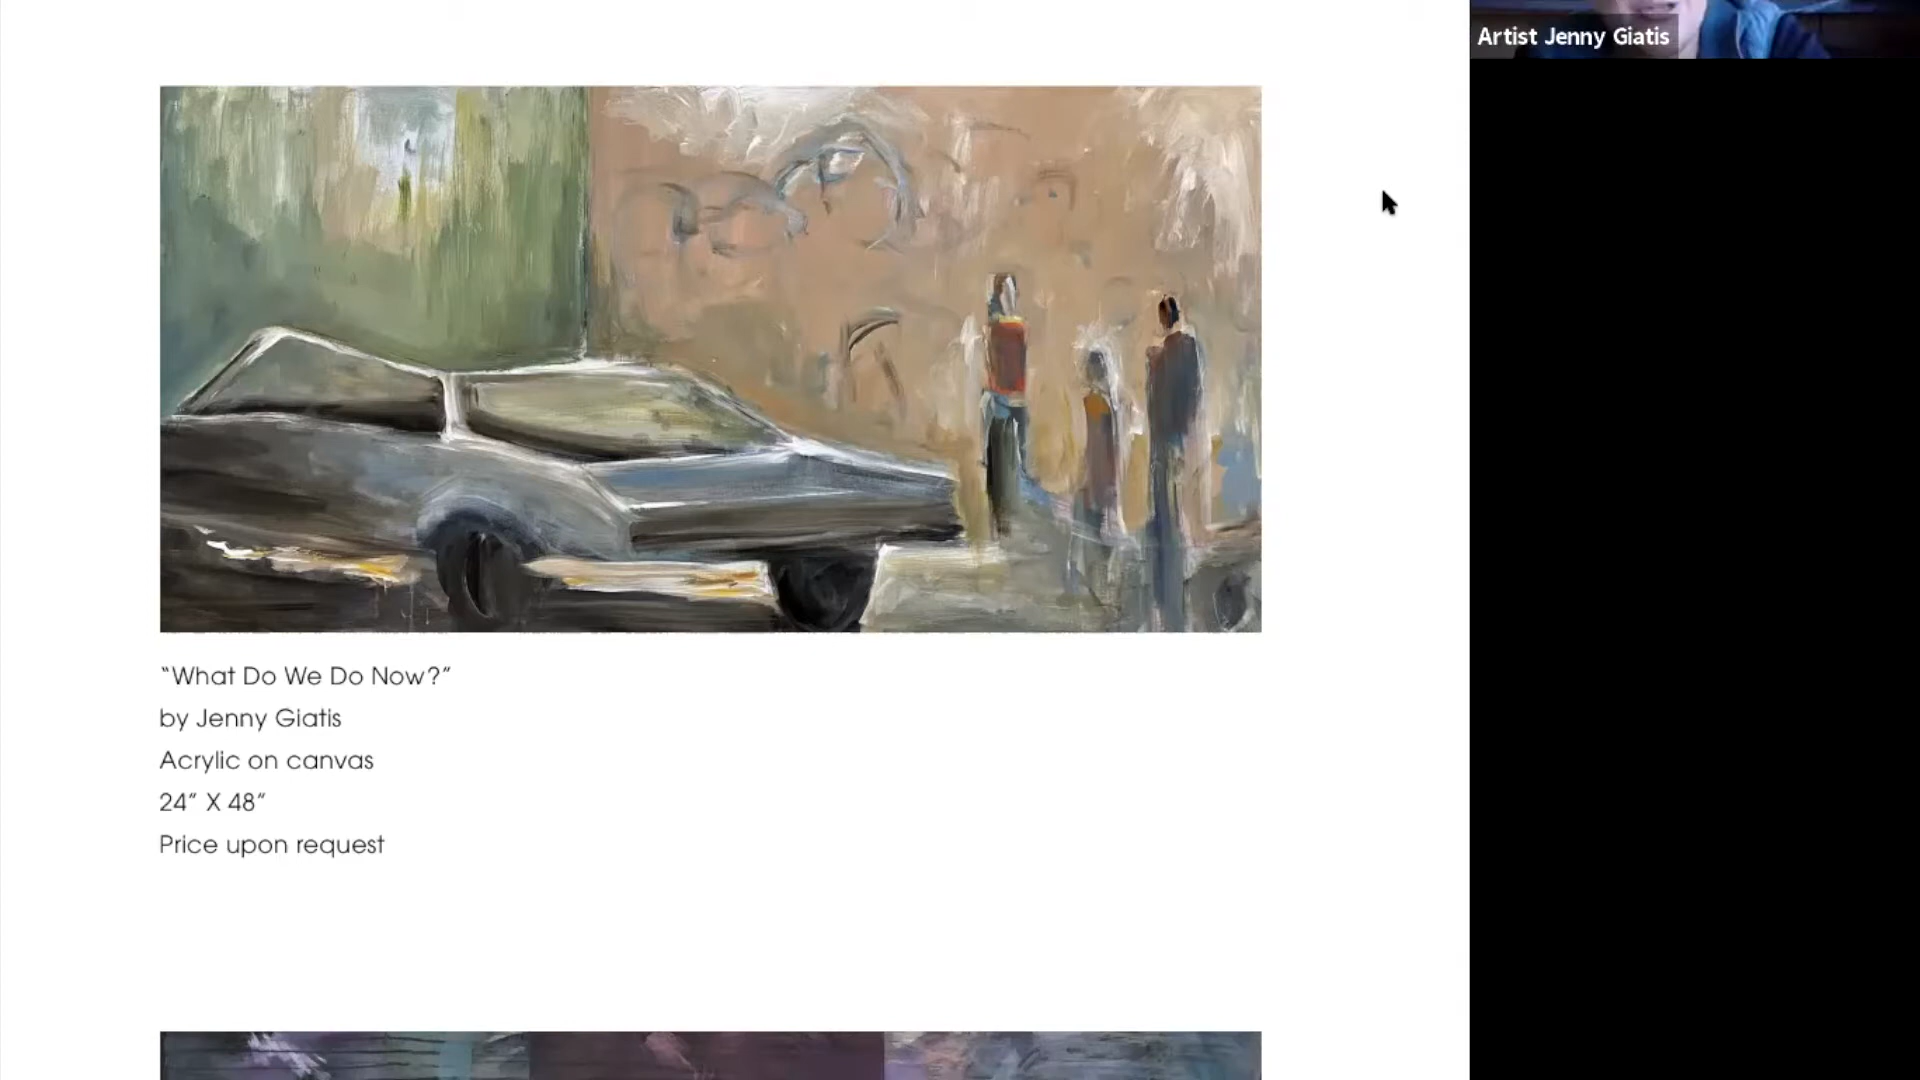 Artist Jenny Giatis
“What Do We Do Now?”
by Jenny Giatis
Acrylic on canvas
24” X 48”
Price upon request